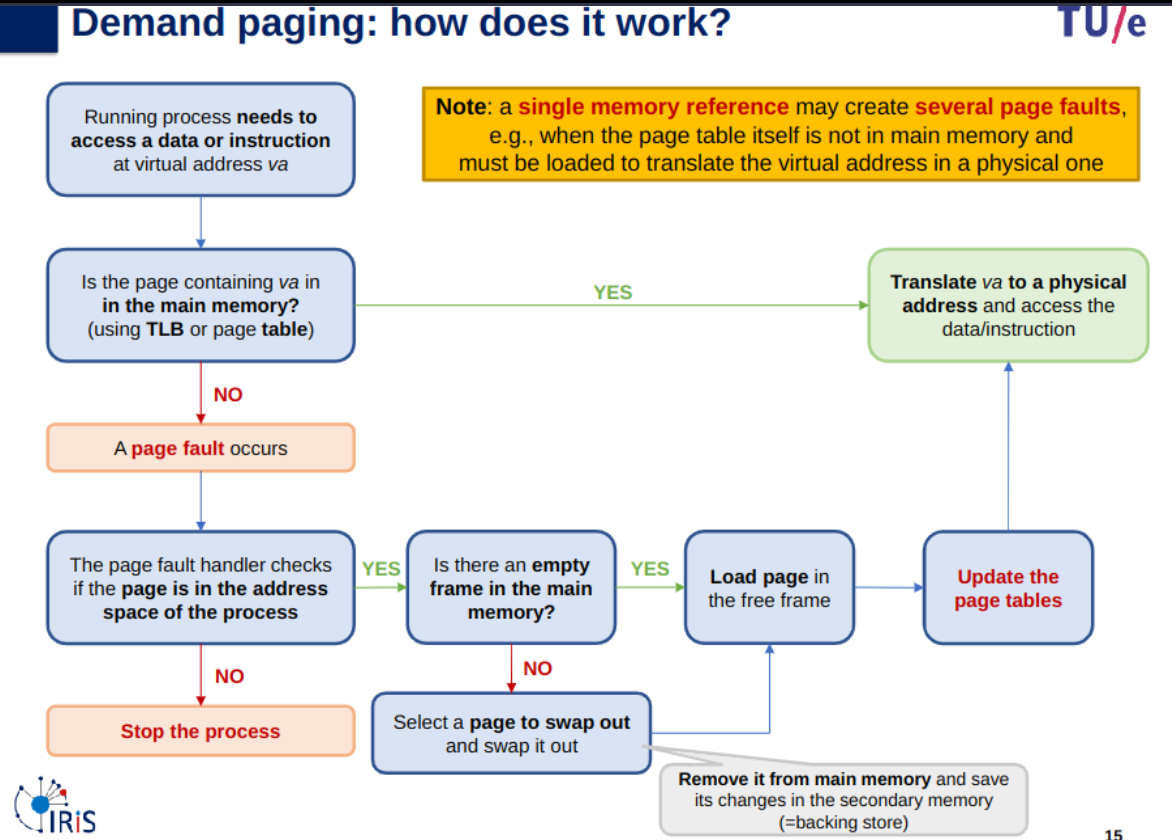 Demand paging: how does it work?
TU/e
Running process needs to
access a data or instruction
at virtual address va
Note: a single memory reference may create several page faults,
e.g., when the page table itself is not in main memory and
must be loaded to translate the virtual address in a physical one
Is the page containing va in
in the main memory?
(using TLB or page table)
YES
Translate va to a physical
address and access the
data/instruction
NO
A page fault occurs
The page fault handler checks
if the page is in the address
space of the process
YES
Is there an empty
frame in the main
memory?
YES
Load page in
the free frame
Update the
page tables
NO
Stop the process
NO
Select a page to swap out
and swap it out
Remove it from main memory and save
its changes in the secondary memory
(=backing store)
IRiS
15